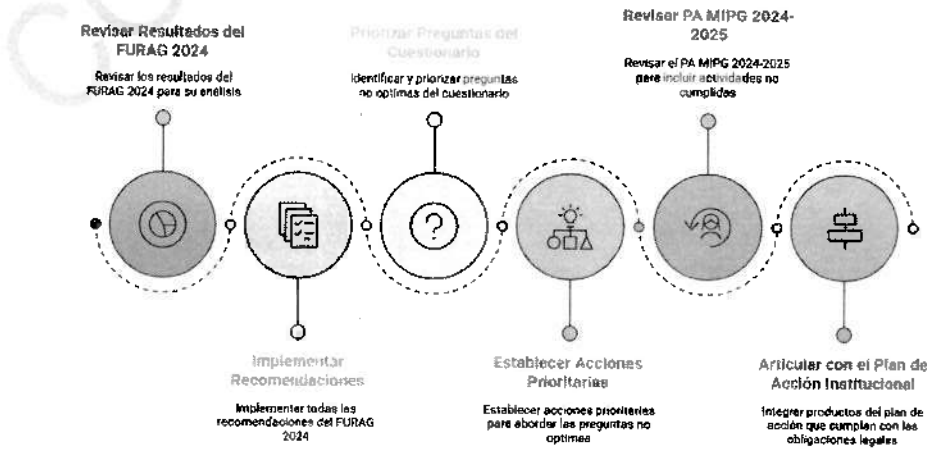 Revisar Resultados del
FURAG 2024
Revisar los resultados del
FURAG 2024 para su análisis
Implementar
Recomendaciones
Implementar todas las
recomendaciones del FURAG
2024
Priorizar Preguntas del
Cuestionario
Identificar y priorizar preguntas
no optimas del cuestionario
Establecer Acciones
Prioritarias
Establecer acciones prioritarias
para abordar las preguntas no
optimas
Revisar PA MIPG 2024-
2025
Revisar el PA MIPG 2024-2025
para incluir actividades no
cumplidas
Articular con el Plan de
Acción Institucional
Integrar productos del plan de
acción que cumplan con las
obligaciones legales